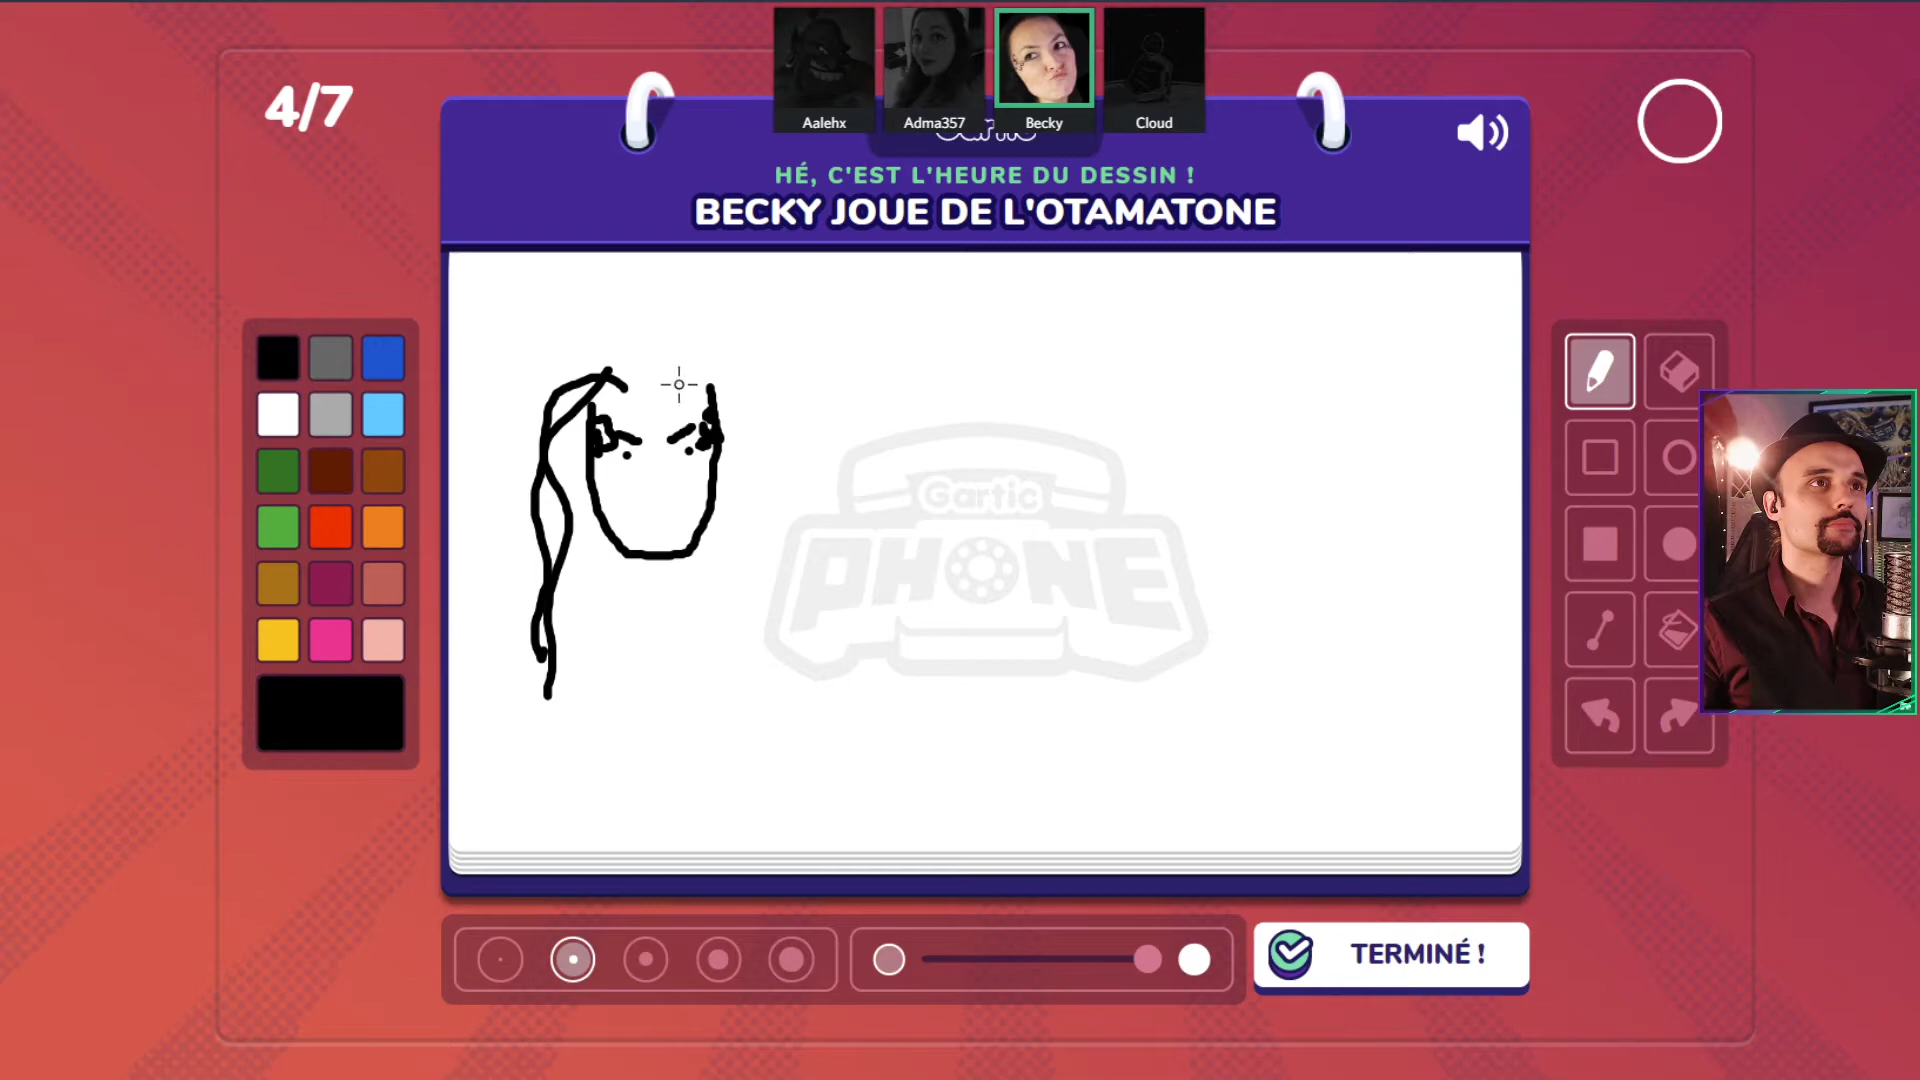 4/7
Aalehx
Adma357
Becky
Cloud
HÉ, C'EST L'HEURE DU DESSIN !
BECKY JOUE DE L'OTAMATONE
Gartic
PHONE
TERMINÉ !